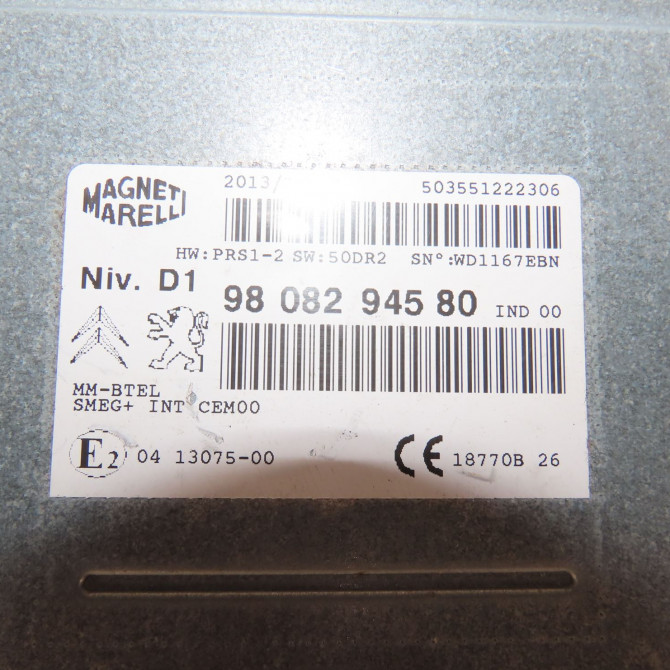 MAGNETI MARELLI
2013/ 503551222306
HW:PRS1-2 SW:50DR2 SN°:WD1167EBN
Niv. D1
98 082 945 80 IND 00
MM-BTEL
SMEG+ INT CEM00
E2 04 13075-00 CE 18770B 26